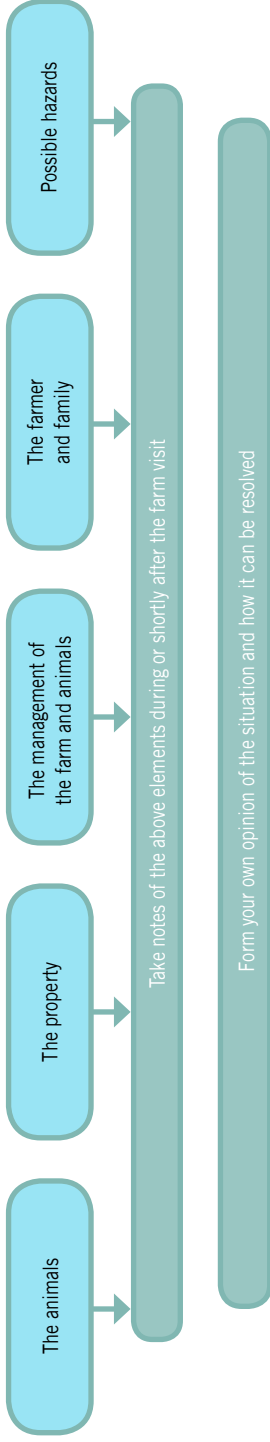 The animals
The property
The management of
the farm and animals
The farmer
and family
Possible hazards
Take notes of the above elements during or shortly after the farm visit
Form your own opinion of the situation and how it can be resolved